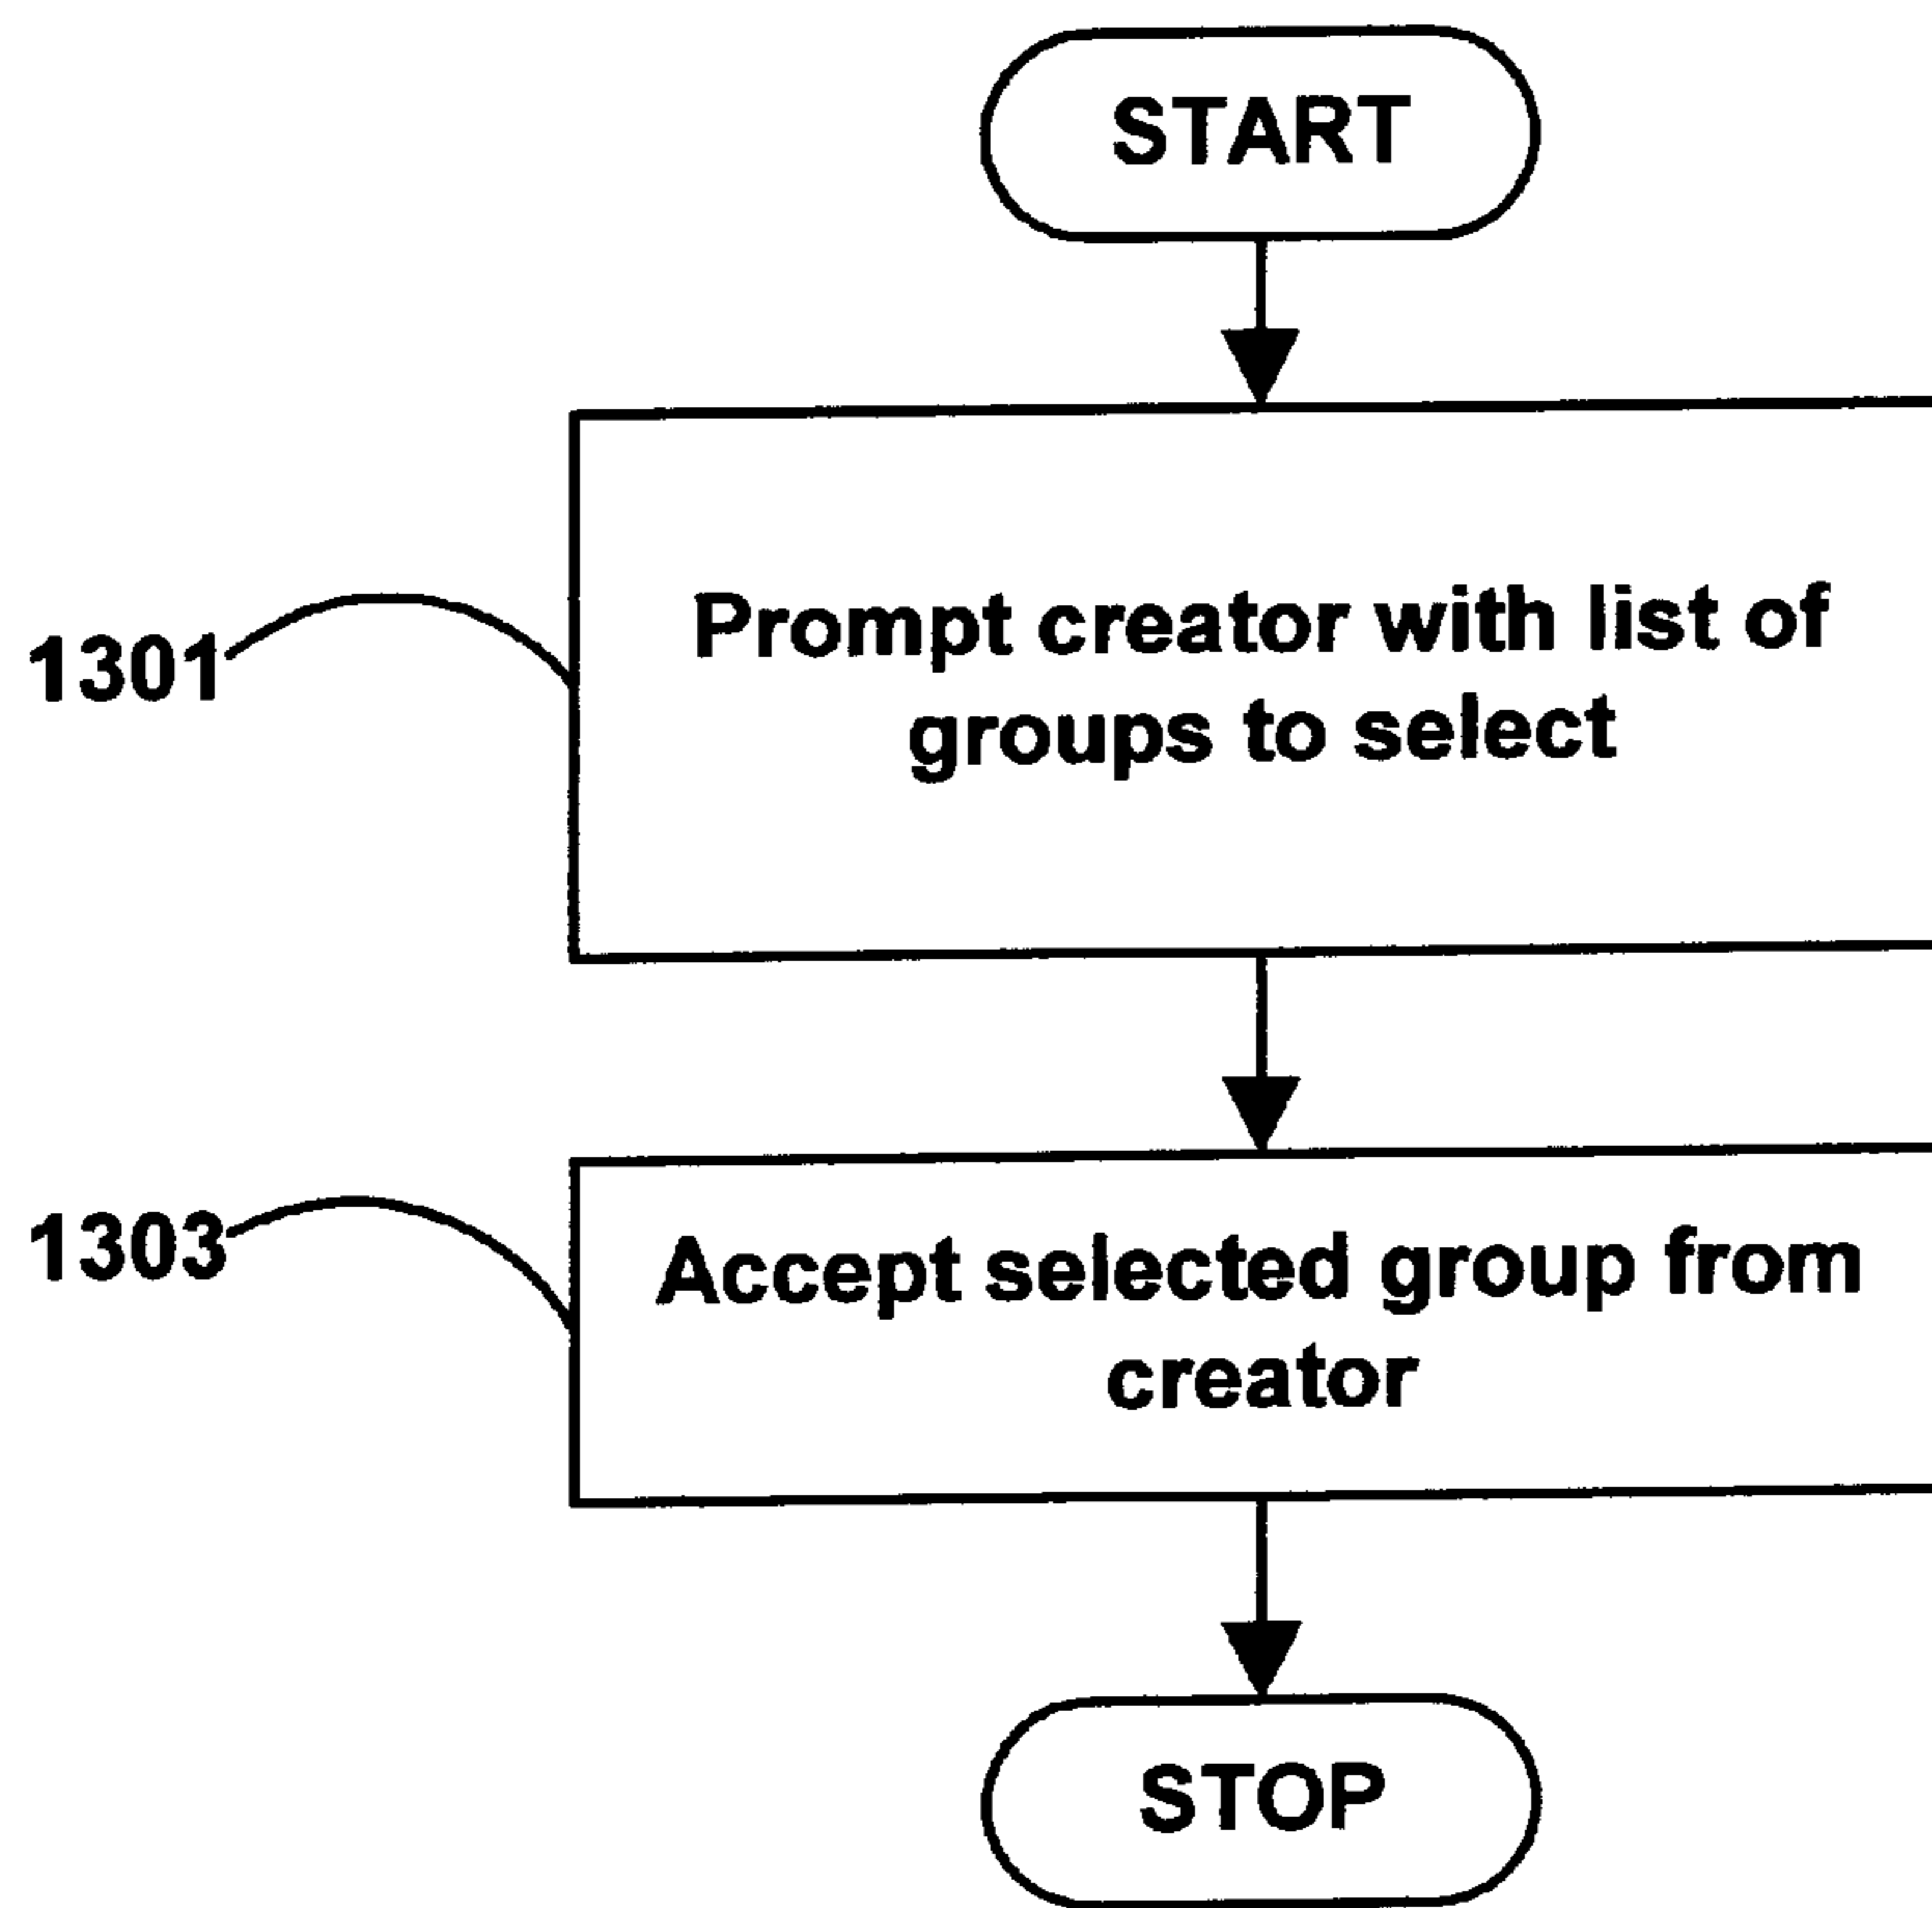 START
1301
Prompt creator with list of
groups to select
1303
Accept selected group from
creator
STOP